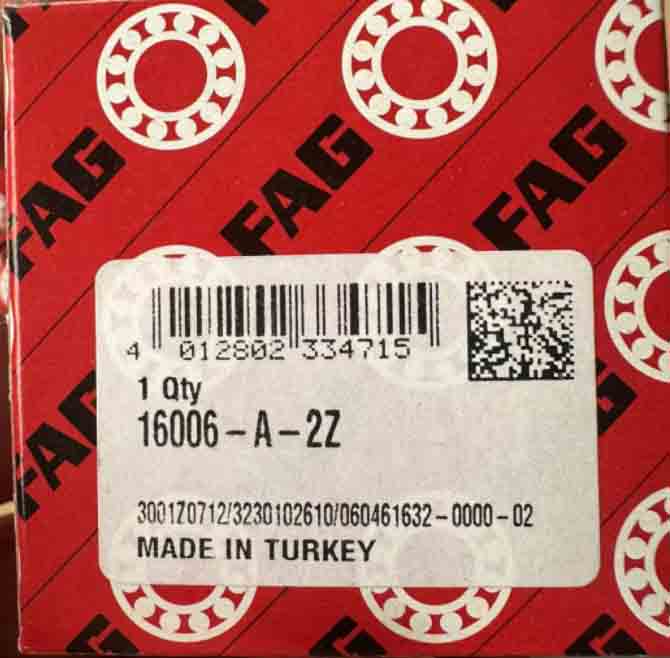 FAG
FAG
FAG
FAG
4 012802 334715
1 Qty
16006-A-2Z
3001Z0712/3230102610/060461632-0000-02
MADE IN TURKEY
FAG